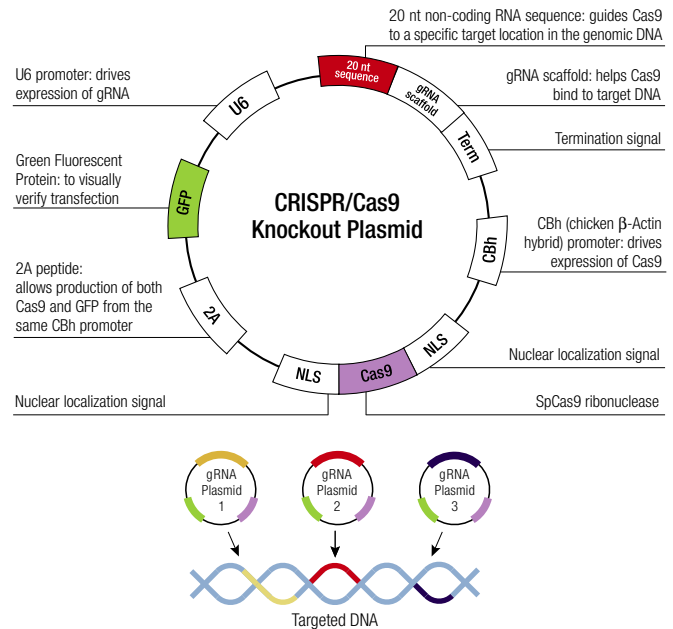 20 nt non-coding RNA sequence: guides Cas9
to a specific target location in the genomic DNA
U6 promoter: drives
expression of gRNA
gRNA scaffold: helps Cas9
bind to target DNA
Termination signal
Green Fluorescent
Protein: to visually
verify transfection
CBh (chicken β-Actin
hybrid) promoter: drives
expression of Cas9
2A peptide:
allows production of both
Cas9 and GFP from the
same CBh promoter
Nuclear localization signal
Nuclear localization signal
SpCas9 ribonuclease
20 nt
sequence
gRNA
scaffold
Term
CBh
NLS
Cas9
NLS
2A
GFP
U6
CRISPR/Cas9
Knockout Plasmid
gRNA
Plasmid
1
gRNA
Plasmid
2
gRNA
Plasmid
3
Targeted DNA